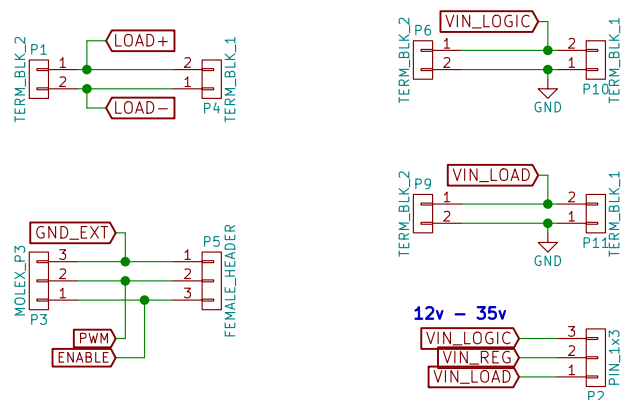 P1
TERM_BLK_2
1
2
LOAD+
LOAD-
2
1
TERM_BLK_1
P4
P6
TERM_BLK_2
1
2
VIN_LOGIC
GND
2
1
TERM_BLK_1
P10
P9
TERM_BLK_2
1
2
VIN_LOAD
GND
2
1
TERM_BLK_1
P11
GND_EXT
MOLEX_P3
P3
3
2
1
PWM
ENABLE
P5
1
2
3
FEMALE_HEADER
12v - 35v
VIN_LOGIC
VIN_REG
VIN_LOAD
3
2
1
PIN_1x3
P2